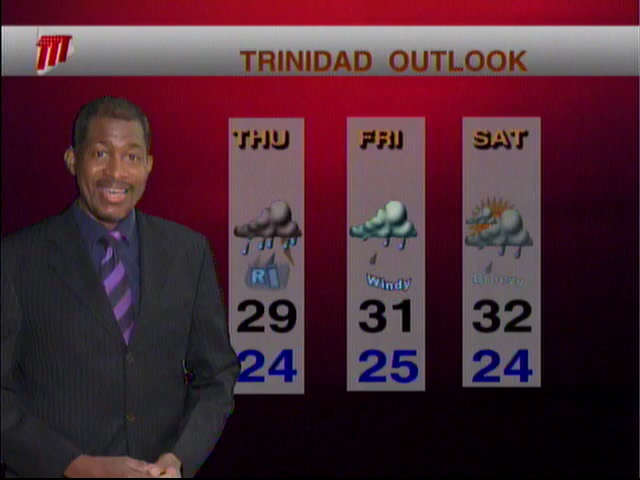 TRINIDAD OUTLOOK
THU FRI SAT
Windy
29 31 32
24 25 24